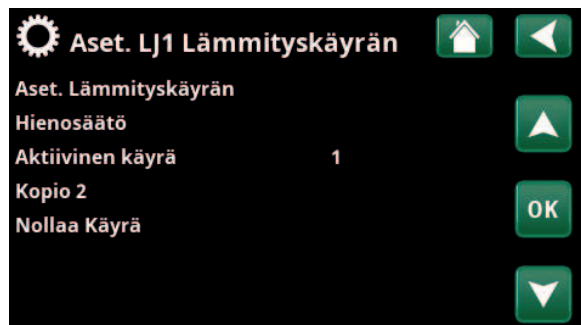 Aset. LJ1 Lämmityskäyrän
Aset. Lämmityskäyrän
Hienosäätö
Aktiivinen käyrä 1
Kopio 2
Nollaa Käyrä
OK